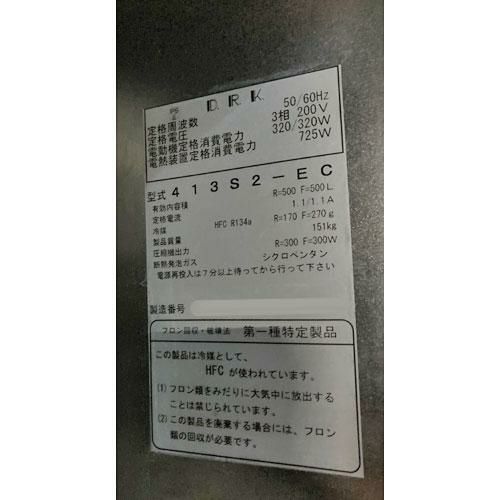 PS
E
D.R.K.
定格周波数 50/60Hz
定格電圧 3相 200V
電動機定格消費電力 320/320W
電熱装置定格消費電力 725W
型式 413S2-EC
有効内容積 R=500 F=500L
定格電流 1.1/1.1A
冷媒 HFC R134a R=170 F=270g
製品質量 151kg
圧縮機出力 R=300 F=300W
断熱発泡ガス シクロペンタン
電源再投入は7分以上待ってから行って下さい
製造番号
フロン回収・破壊法 第一種特定製品
この製品は冷媒として、
HFC が使われています。
(1) フロン類をみだりに大気中に放出する
ことは禁じられています。
(2) この製品を廃棄する場合には、フロン
類の回収が必要です。